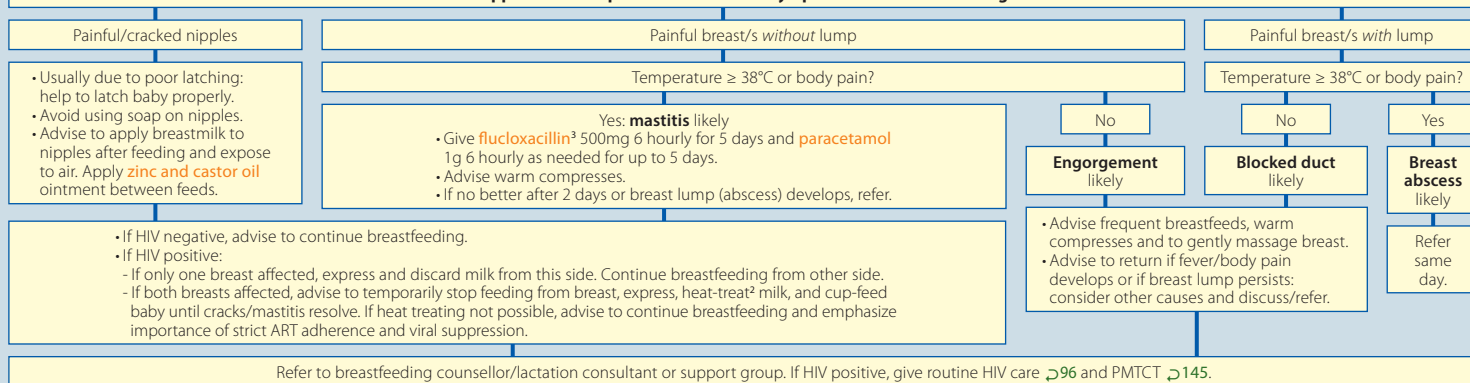 Painful/cracked nipples
• Usually due to poor latching:
help to latch baby properly.
• Avoid using soap on nipples.
• Advise to apply breastmilk to
nipples after feeding and expose
to air. Apply zinc and castor oil
ointment between feeds.
Painful breast/s without lump
Temperature ≥ 38°C or body pain?
Yes: mastitis likely
• Give flucloxacillin³ 500mg 6 hourly for 5 days and paracetamol
1g 6 hourly as needed for up to 5 days.
• Advise warm compresses.
• If no better after 2 days or breast lump (abscess) develops, refer.
No
Engorgement
likely
Painful breast/s with lump
Temperature ≥ 38°C or body pain?
No
Blocked duct
likely
Yes
Breast
abscess
likely
Refer
same
day.
• Advise frequent breastfeeds, warm
compresses and to gently massage breast.
• Advise to return if fever/body pain
develops or if breast lump persists:
consider other causes and discuss/refer.
• If HIV negative, advise to continue breastfeeding.
• If HIV positive:
- If only one breast affected, express and discard milk from this side. Continue breastfeeding from other side.
- If both breasts affected, advise to temporarily stop feeding from breast, express, heat-treat² milk, and cup-feed
baby until cracks/mastitis resolve. If heat treating not possible, advise to continue breastfeeding and emphasize
importance of strict ART adherence and viral suppression.
Refer to breastfeeding counsellor/lactation consultant or support group. If HIV positive, give routine HIV care ⮌96 and PMTCT ⮌145.